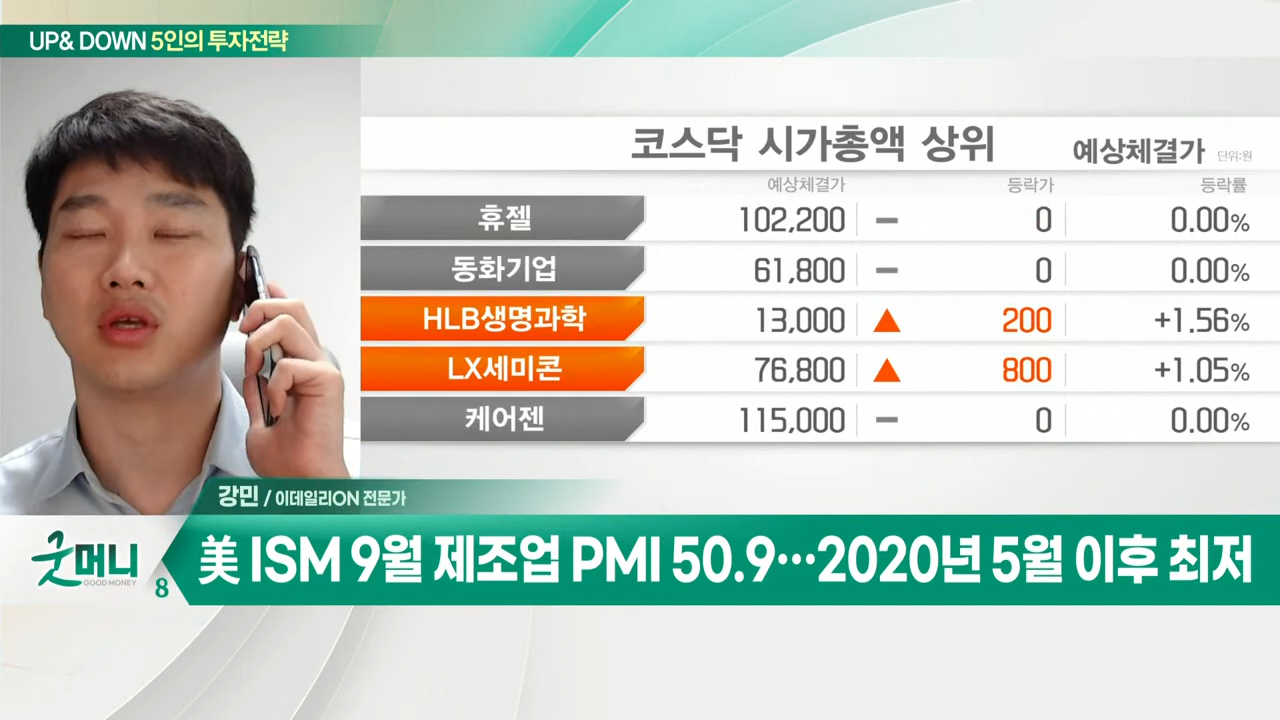 UP& DOWN 5인의 투자전략
코스닥 시가총액 상위 예상체결가 단위:원
예상체결가 등락가 등락률
휴젤 102,200 0 0.00%
동화기업 61,800 0 0.00%
HLB생명과학 13,000 ▲ 200 +1.56%
LX세미콘 76,800 ▲ 800 +1.05%
케어젠 115,000 0 0.00%
강민 / 이데일리ON 전문가
굿머니
GOOD MONEY
8
美 ISM 9월 제조업 PMI 50.9…2020년 5월 이후 최저